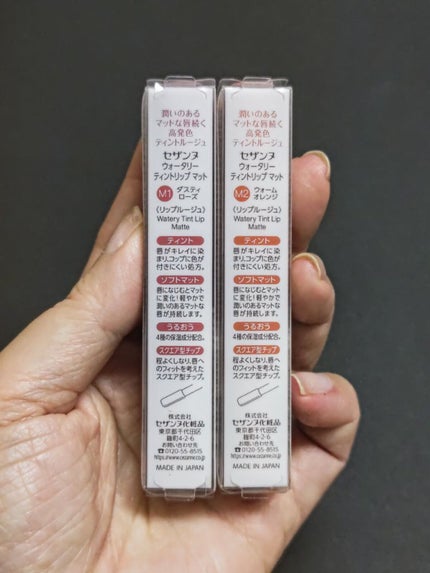 潤いのある
マットな唇続く
高発色
ティントルージュ
セザンヌ
ウォータリー
ティントリップ マット
M1 ダスティ
ローズ
〈リップルージュ〉
Watery Tint Lip
Matte
ティント
唇がキレイに染
まり、コップに色が
付きにくい処方。
ソフトマット
唇になじむとマット
に変化!軽やかで
潤いのあるマットな
唇が持続します。
うるおう
4種の保湿成分配合。
スクエア型チップ
程よくしなり、唇へ
のフィットを考えた
スクエア型チップ。
株式会社
セザンヌ化粧品
東京都千代田区
麹町4-2-6
お問い合わせ先
☎0120-55-8515
https://www.cezanne.co.jp
MADE IN JAPAN
潤いのある
マットな唇続く
高発色
ティントルージュ
セザンヌ
ウォータリー
ティントリップ マット
M2 ウォーム
オレンジ
〈リップルージュ〉
Watery Tint Lip
Matte
ティント
唇がキレイに染
まり、コップに色が
付きにくい処方。
ソフトマット
唇になじむとマット
に変化!軽やかで
潤いのあるマットな
唇が持続します。
うるおう
4種の保湿成分配合。
スクエア型チップ
程よくしなり、唇へ
のフィットを考えた
スクエア型チップ。
株式会社
セザンヌ化粧品
東京都千代田区
麹町4-2-6
お問い合わせ先
☎0120-55-8515
https://www.cezanne.co.jp
MADE IN JAPAN